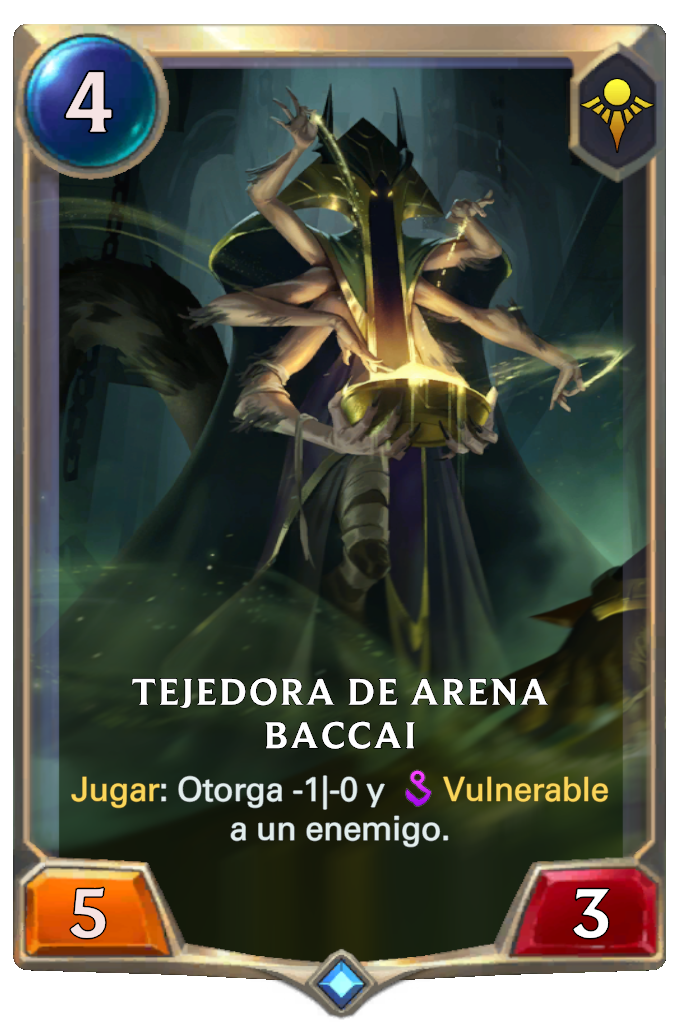 4
TEJEDORA DE ARENA
BACCAI
Jugar: Otorga -1|-0 y Vulnerable
a un enemigo.
5
3